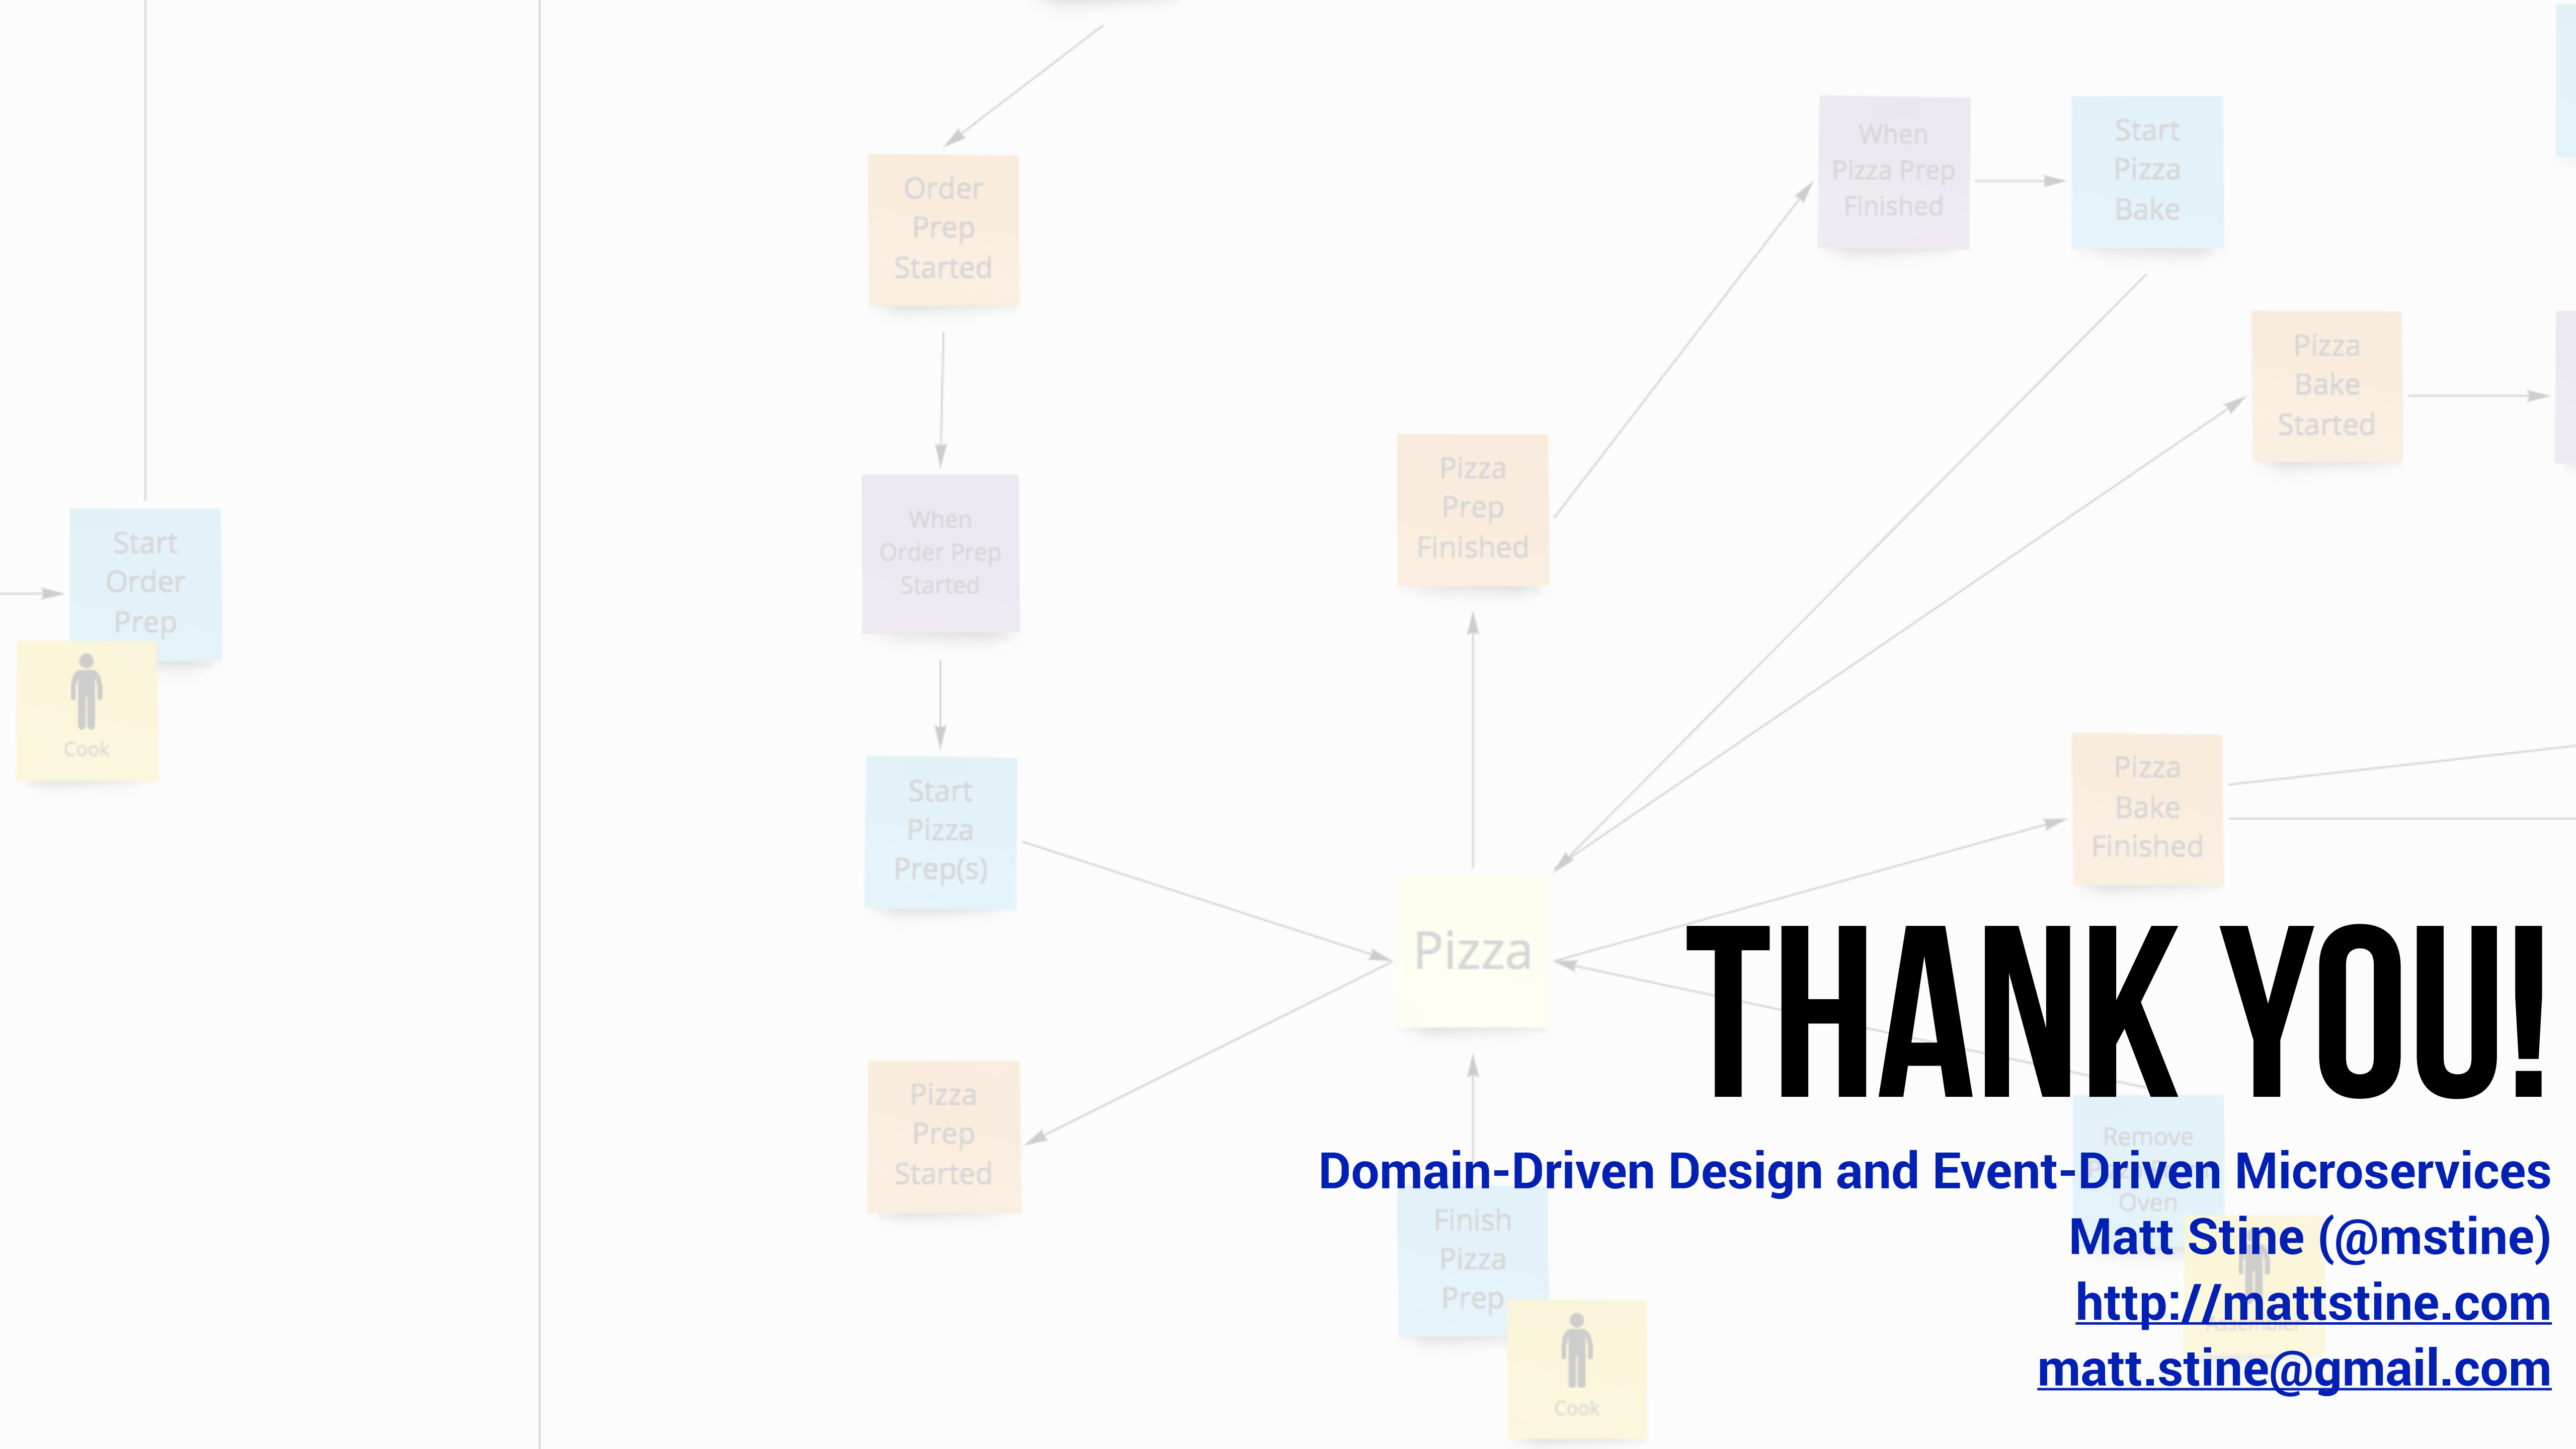 Order
Prep
Started
When
Pizza Prep
Finished
Start
Pizza
Bake
Pizza
Bake
Started
Pizza
Prep
Finished
When
Order Prep
Started
Start
Order
Prep
Cook
Start
Pizza
Prep(s)
Pizza
Bake
Finished
Pizza
Pizza
Prep
Started
Finish
Pizza
Prep
Cook
Remove
Oven
Assembler
THANK YOU!
Domain-Driven Design and Event-Driven Microservices
Matt Stine (@mstine)
http://mattstine.com
matt.stine@gmail.com